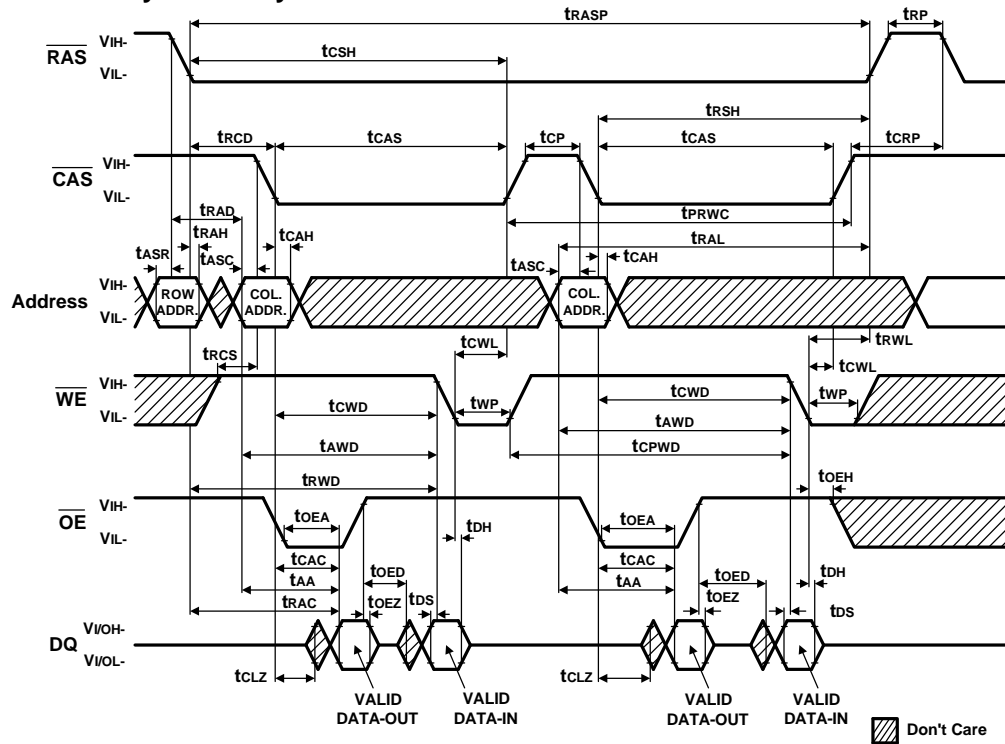 tRASP
tRP
RAS
VIH-
VIL-
tCSH
tRSH
tRCD
tCAS
tCP
tCAS
tCRP
CAS
VIH-
VIL-
tPRWC
tRAD
tRAL
tRAH
tCAH
tASR
tASC
tASC
tCAH
Address
VIH-
VIL-
ROW
ADDR.
COL.
ADDR.
COL.
ADDR.
tRWL
tCWL
tRCS
tCWL
WE
VIH-
VIL-
tWP
tWP
tCWD
tCWD
tAWD
tAWD
tCPWD
tRWD
tOEH
OE
VIH-
VIL-
tOEA
tDH
tOEA
tCAC
tCAC
tOED
tOED
tDH
tAA
tAA
tOEZ
tDS
tOEZ
tDS
tRAC
DQ
VI/OH-
VI/OL-
tCLZ
tCLZ
VALID
DATA-OUT
VALID
DATA-IN
VALID
DATA-OUT
VALID
DATA-IN
Don't Care